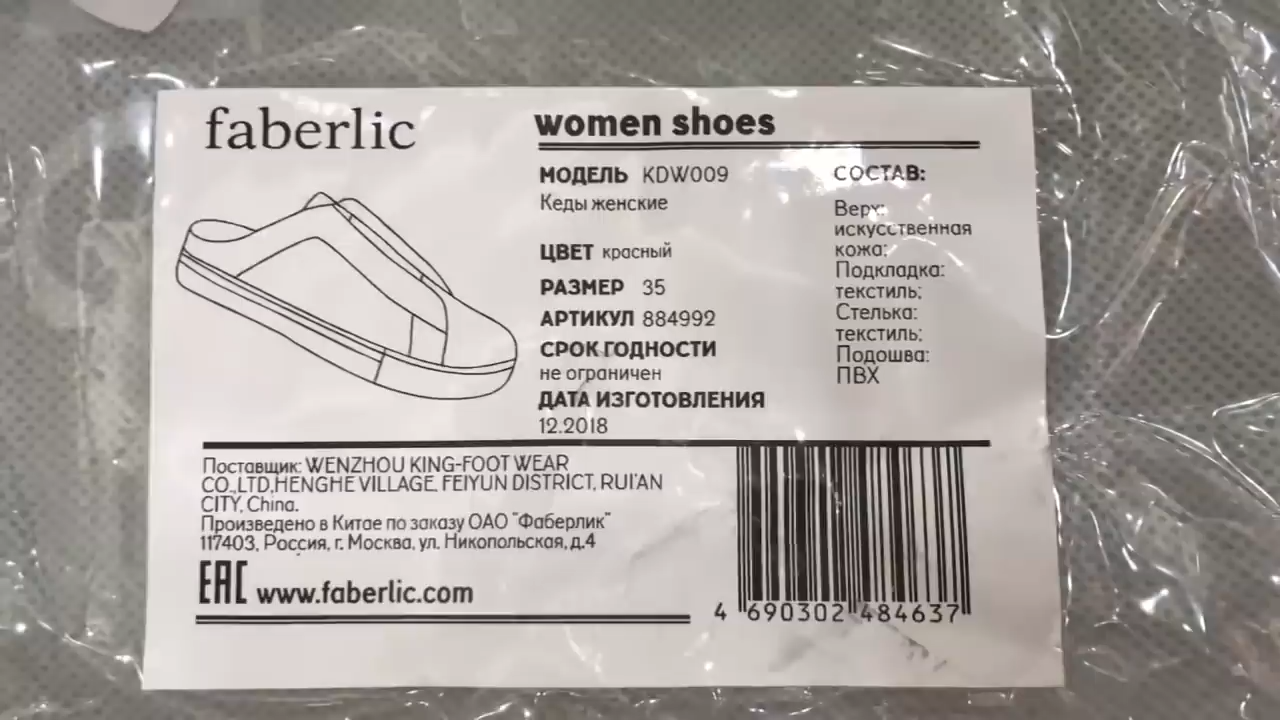 faberlic
women shoes
МОДЕЛЬ KDW009
Кеды женские
ЦВЕТ красный
РАЗМЕР 35
АРТИКУЛ 884992
СРОК ГОДНОСТИ
не ограничен
ДАТА ИЗГОТОВЛЕНИЯ
12.2018
СОСТАВ:
Верх:
искусственная
кожа;
Подкладка:
текстиль;
Стелька:
текстиль;
Подошва:
ПВХ
Поставщик: WENZHOU KING-FOOT WEAR
CO.,LTD,HENGHE VILLAGE, FEIYUN DISTRICT, RUI'AN
CITY, China.
Произведено в Китае по заказу ОАО "Фаберлик"
117403, Россия, г. Москва, ул. Никопольская, д.4
EAC www.faberlic.com
4 690302 484637